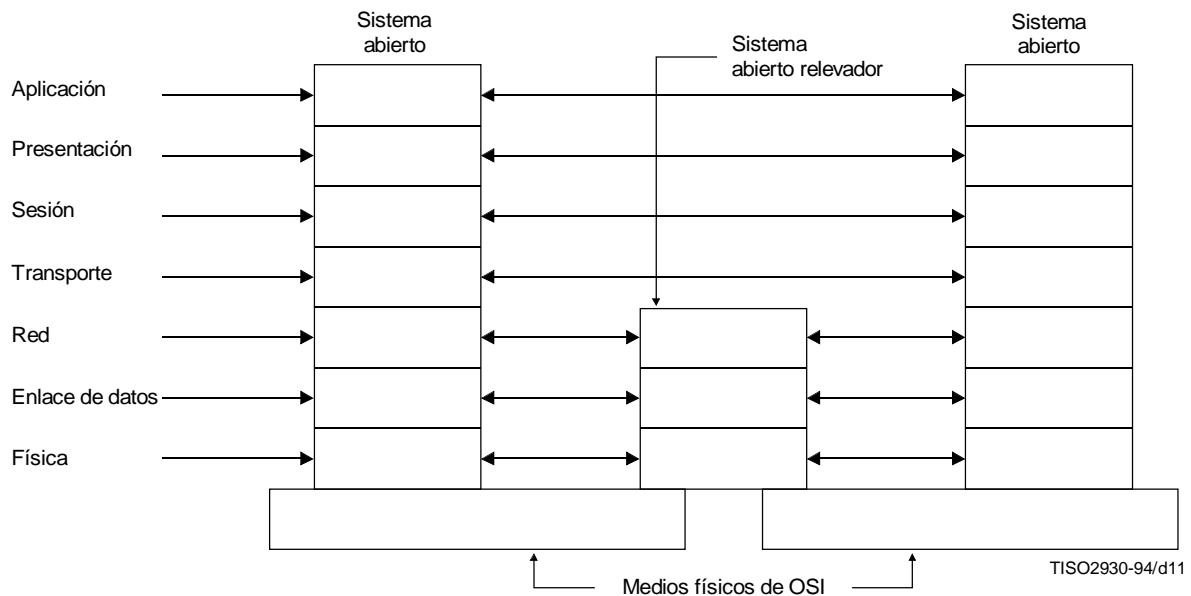 Sistema
abierto
Sistema
abierto relevador
Sistema
abierto
Aplicación
Presentación
Sesión
Transporte
Red
Enlace de datos
Física
TISO2930-94/d11
Medios físicos de OSI